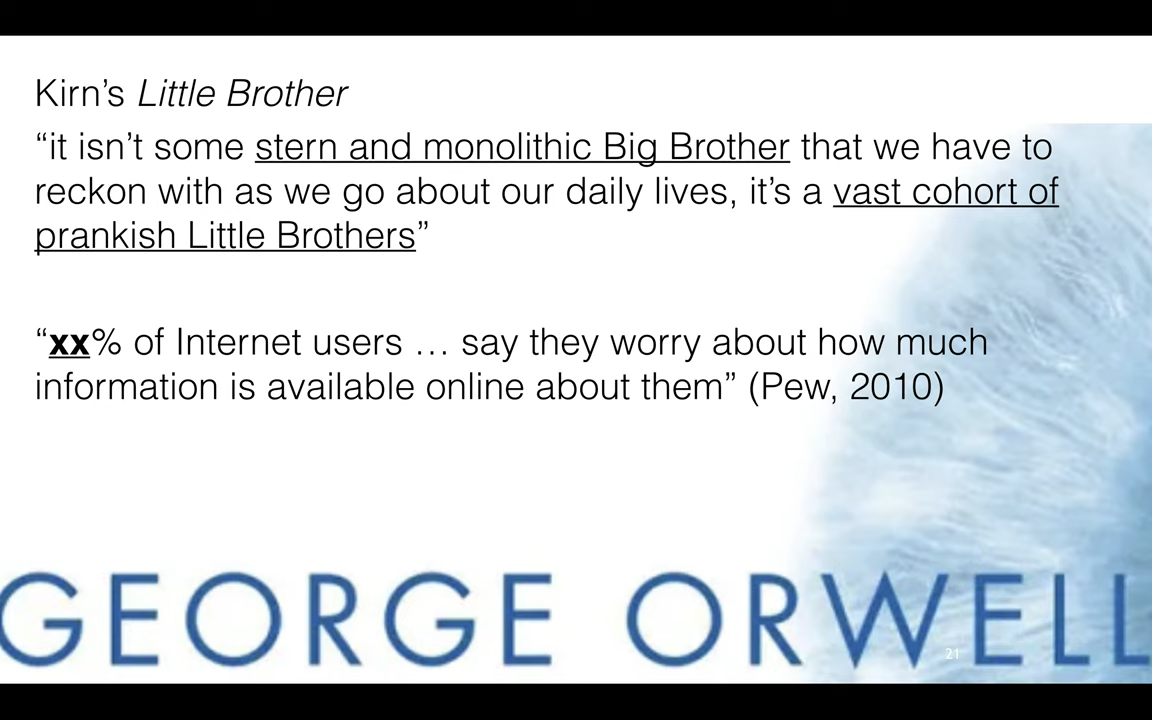 Kirn’s Little Brother
“it isn’t some stern and monolithic Big Brother that we have to
reckon with as we go about our daily lives, it’s a vast cohort of
prankish Little Brothers”
“xx% of Internet users … say they worry about how much
information is available online about them” (Pew, 2010)
GEORGE ORWELL
21